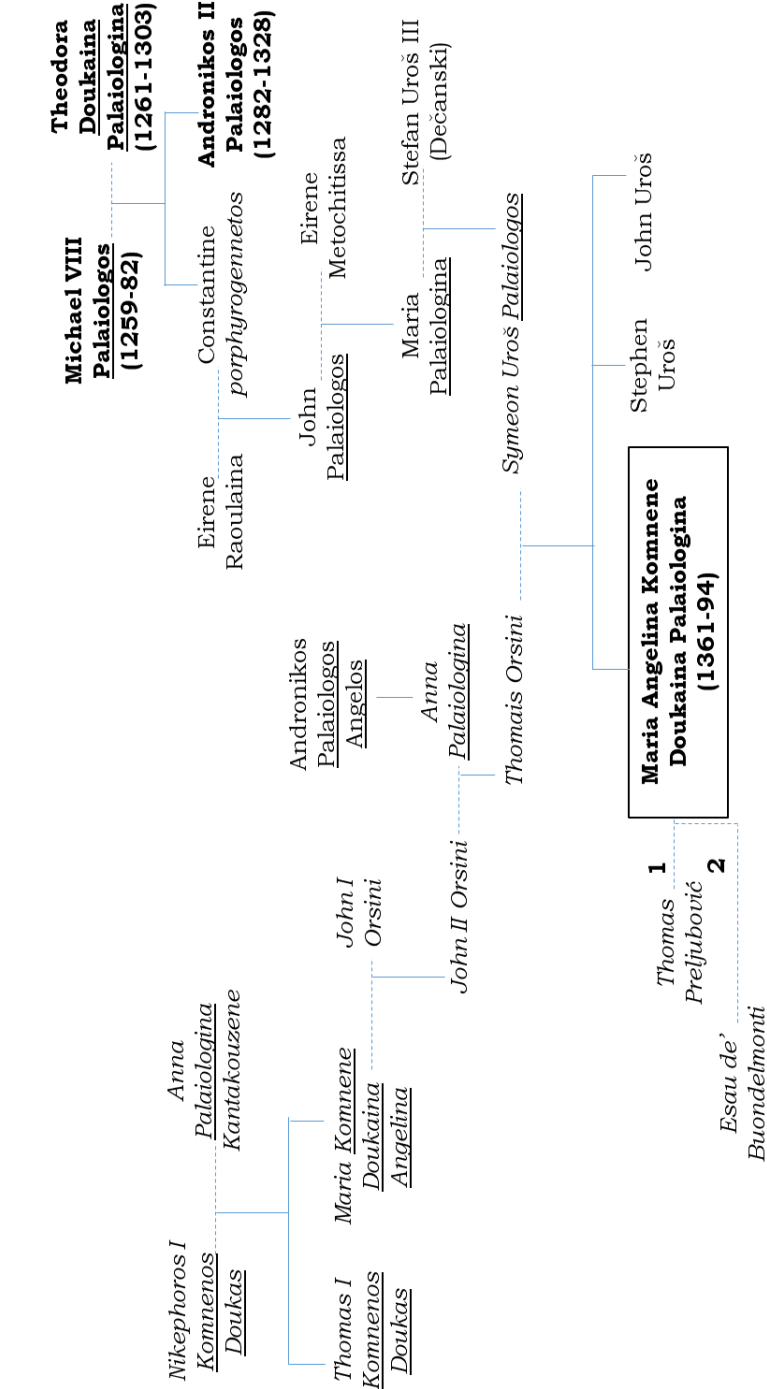 Michael VIII
Palaiologos
(1259-82)
Theodora
Doukaina
Palaiologina
(1261-1303)
Nikephoros I
Komnenos
Doukas
Anna
Palaiologina
Kantakouzene
Eirene
Raoulaina
Constantine
porphyrogennetos
Andronikos II
Palaiologos
(1282-1328)
Thomas I
Komnenos
Doukas
Maria Komnene
Doukaina
Angelina
John I
Orsini
Andronikos
Palaiologos
Angelos
John
Palaiologos
Eirene
Metochitissa
John II Orsini
Anna
Palaiologina
Maria
Palaiologina
Stefan Uroš III
(Dečanski)
Thomais Orsini
Symeon Uroš Palaiologos
Maria Angelina Komnene
Doukaina Palaiologina
(1361-94)
Stephen
Uroš
John Uroš
1
Thomas
Preljubović
2
Esau de’
Buondelmonti